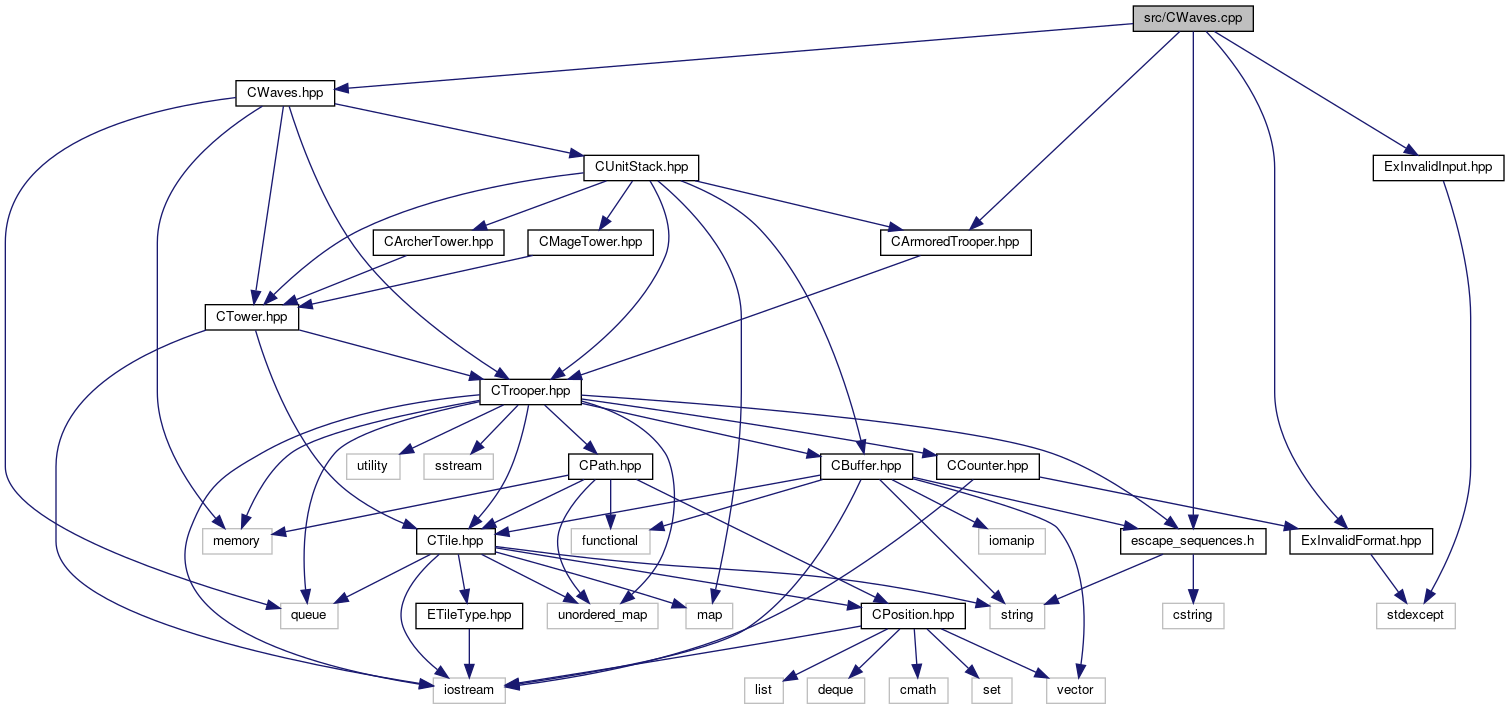 src/CWaves.cpp
CWaves.hpp
CUnitStack.hpp
ExInvalidInput.hpp
CArcherTower.hpp
CMageTower.hpp
CArmoredTrooper.hpp
CTower.hpp
CTrooper.hpp
utility
sstream
CPath.hpp
CBuffer.hpp
CCounter.hpp
memory
CTile.hpp
functional
iomanip
escape_sequences.h
ExInvalidFormat.hpp
queue
ETileType.hpp
unordered_map
map
CPosition.hpp
string
cstring
stdexcept
iostream
list
deque
cmath
set
vector